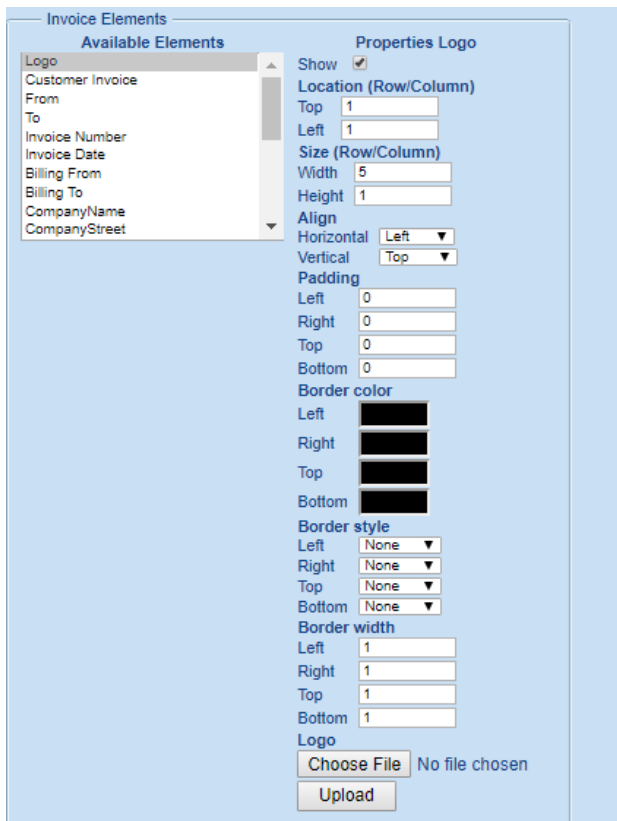 Invoice Elements
Available Elements
Logo
Customer Invoice
From
To
Invoice Number
Invoice Date
Billing From
Billing To
CompanyName
CompanyStreet
Properties Logo
Show
Location (Row/Column)
Top 1
Left 1
Size (Row/Column)
Width 5
Height 1
Align
Horizontal Left
Vertical Top
Padding
Left 0
Right 0
Top 0
Bottom 0
Border color
Left
Right
Top
Bottom
Border style
Left None
Right None
Top None
Bottom None
Border width
Left 1
Right 1
Top 1
Bottom 1
Logo
Choose File No file chosen
Upload